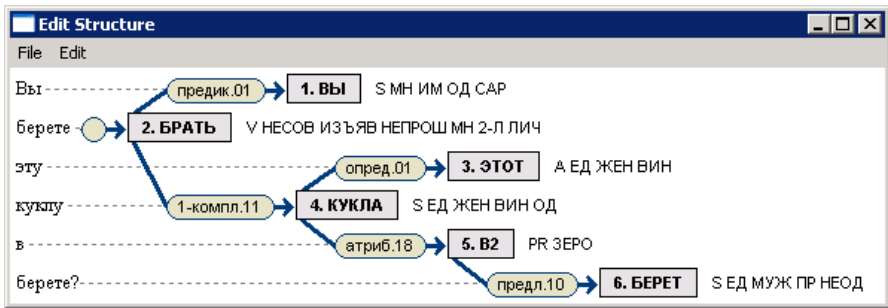 Edit Structure
File Edit
Вы предик.01 1. ВЫ S МН ИМ ОД САР
берете 2. БРАТЬ V НЕСОВ ИЗЪЯВ НЕПРОШ МН 2-Л ЛИЧ
эту опред.01 3. ЭТОТ A ЕД ЖЕН ВИН
куклу 1-компл.11 4. КУКЛА S ЕД ЖЕН ВИН ОД
в атриб.18 5. В2 PR ЗЕРО
берете? предл.10 6. БЕРЕТ S ЕД МУЖ ПР НЕОД